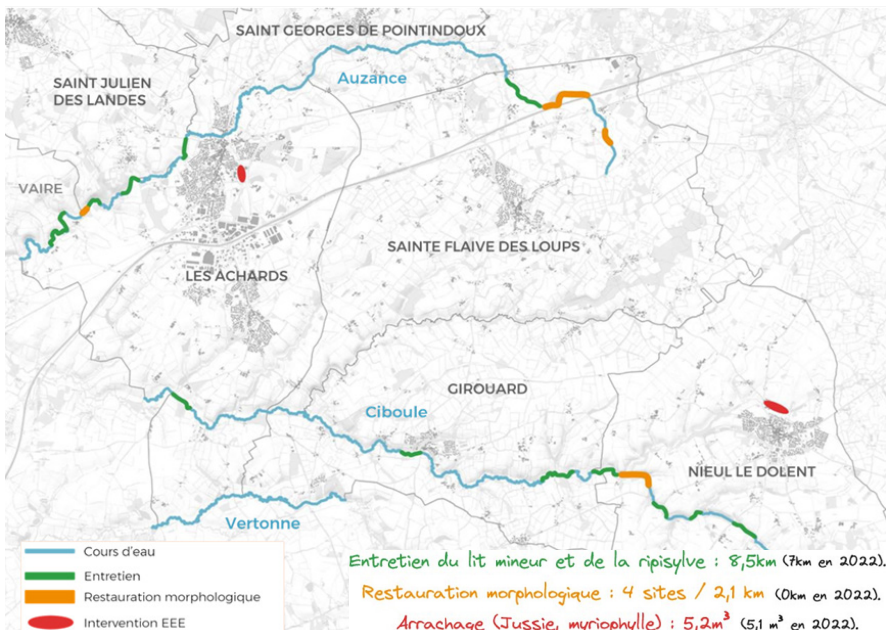 SAINT GEORGES DE POINTINDOUX
Auzance
SAINT JULIEN
DES LANDES
VAIRE
SAINTE FLAIVE DES LOUPS
LES ACHARDS
GIROUARD
Ciboule
NIEUL LE DOLENT
Vertonne
Cours d'eau
Entretien
Restauration morphologique
Intervention EEE
Entretien du lit mineur et de la ripisylve : 8,5km (7km en 2022).
Restauration morphologique : 4 sites / 2,1 km (0km en 2022).
Arrachage (Jussie, myriophylle) : 5,2m³ (5,1 m³ en 2022).